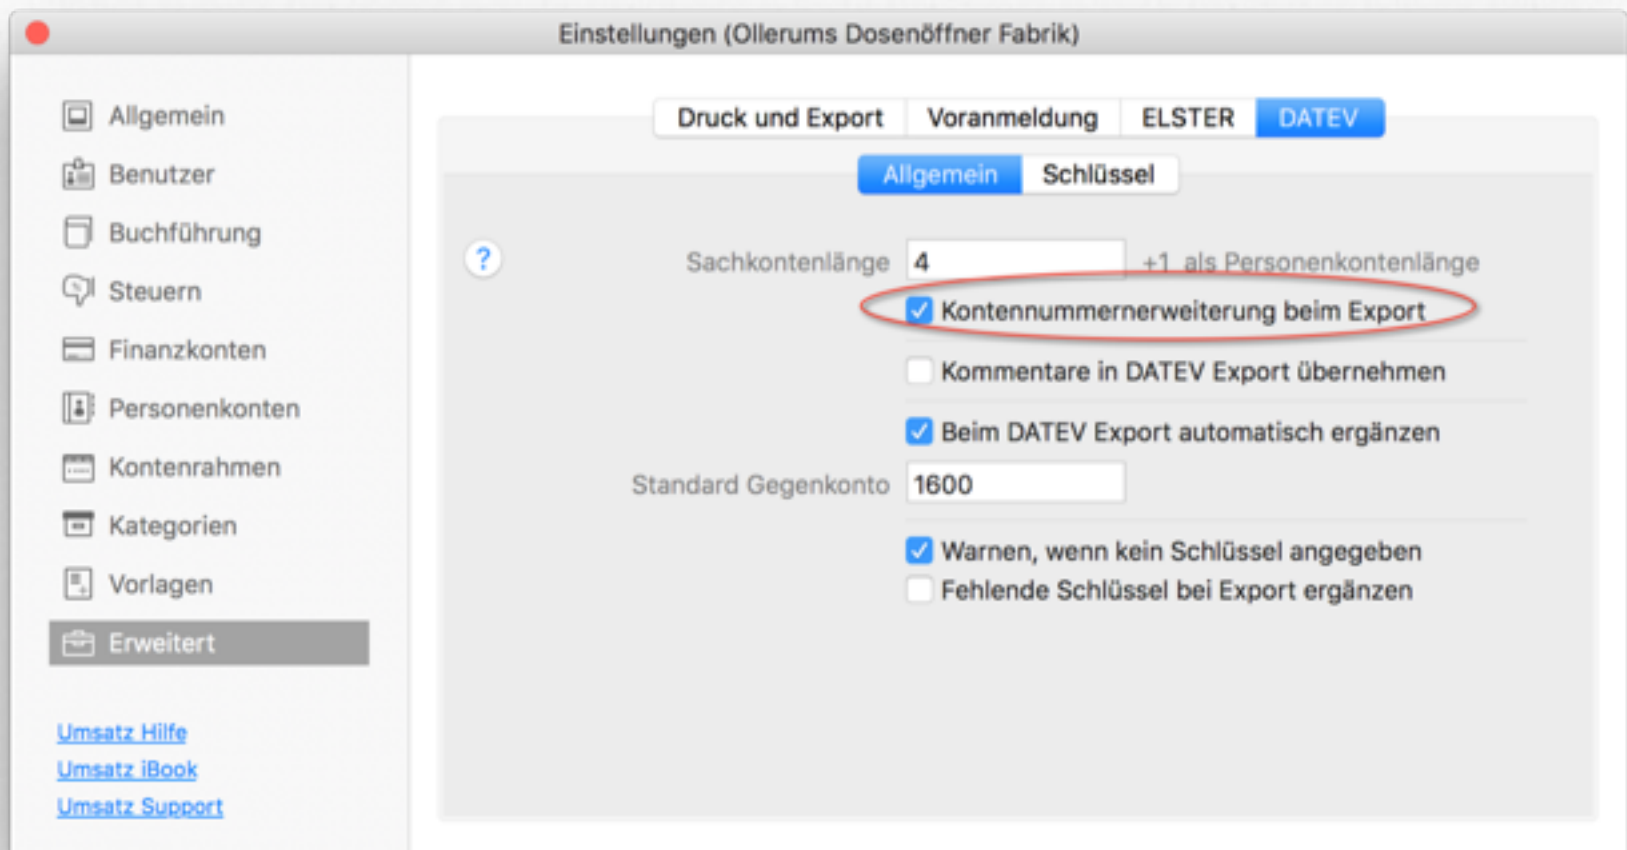 Einstellungen (Ollerums Dosenöffner Fabrik)
Allgemein
Benutzer
Buchführung
Steuern
Finanzkonten
Personenkonten
Kontenrahmen
Kategorien
Vorlagen
Erweitert
Umsatz Hilfe
Umsatz iBook
Umsatz Support
Druck und Export Voranmeldung ELSTER DATEV
Allgemein Schlüssel
?
Sachkontenlänge 4 +1 als Personenkontenlänge
Kontennummernerweiterung beim Export
Kommentare in DATEV Export übernehmen
Beim DATEV Export automatisch ergänzen
Standard Gegenkonto 1600
Warnen, wenn kein Schlüssel angegeben
Fehlende Schlüssel bei Export ergänzen